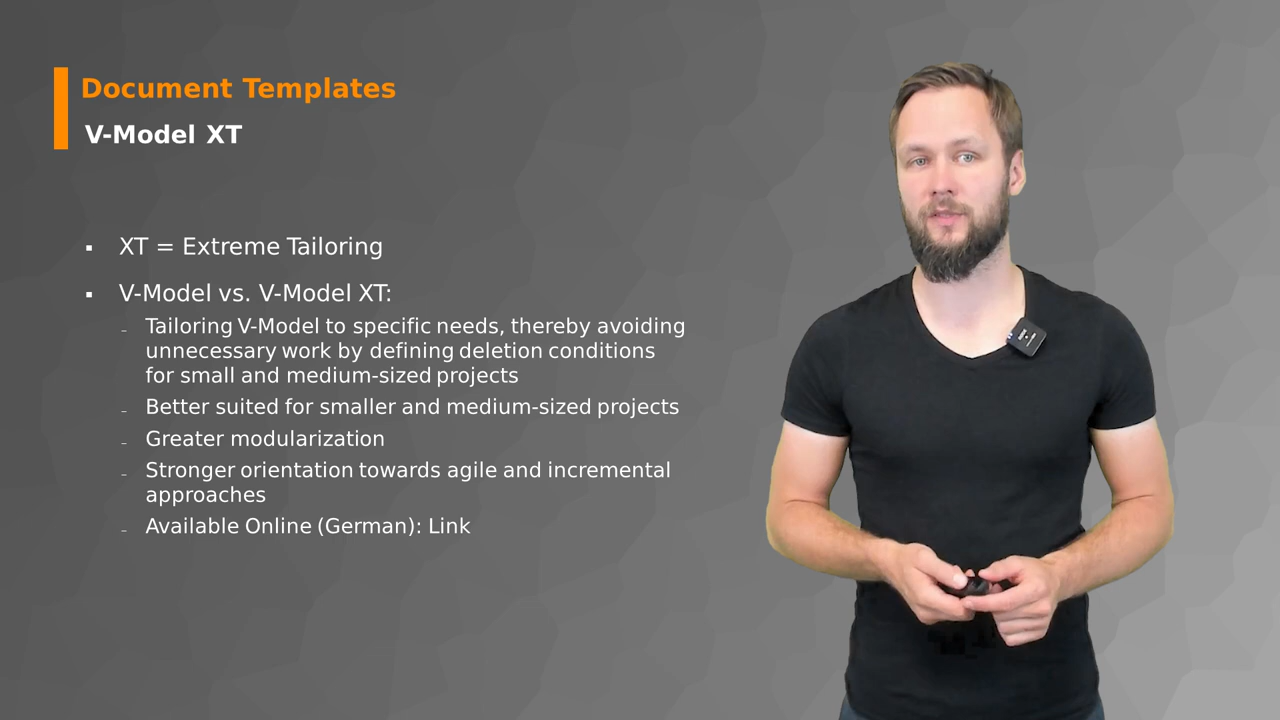 Document Templates
V-Model XT
▪ XT = Extreme Tailoring
▪ V-Model vs. V-Model XT:
– Tailoring V-Model to specific needs, thereby avoiding
unnecessary work by defining deletion conditions
for small and medium-sized projects
– Better suited for smaller and medium-sized projects
– Greater modularization
– Stronger orientation towards agile and incremental
approaches
– Available Online (German): Link